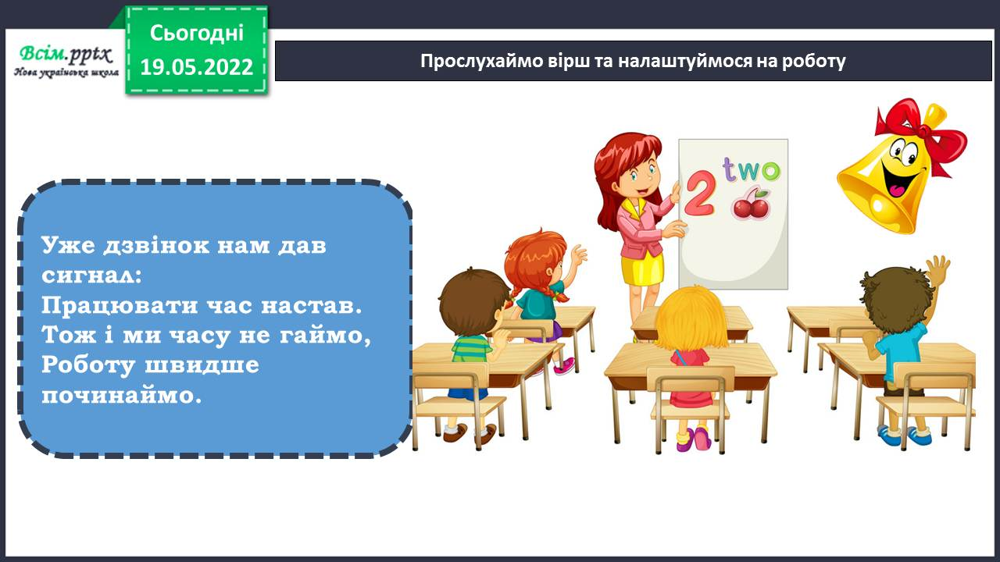 Всім.pptx
Нова українська школа
Сьогодні
19.05.2022
Прослухаймо вірш та налаштуймося на роботу
Уже дзвінок нам дав
сигнал:
Працювати час настав.
Тож і ми часу не гаймо,
Роботу швидше
починаймо.
2
two